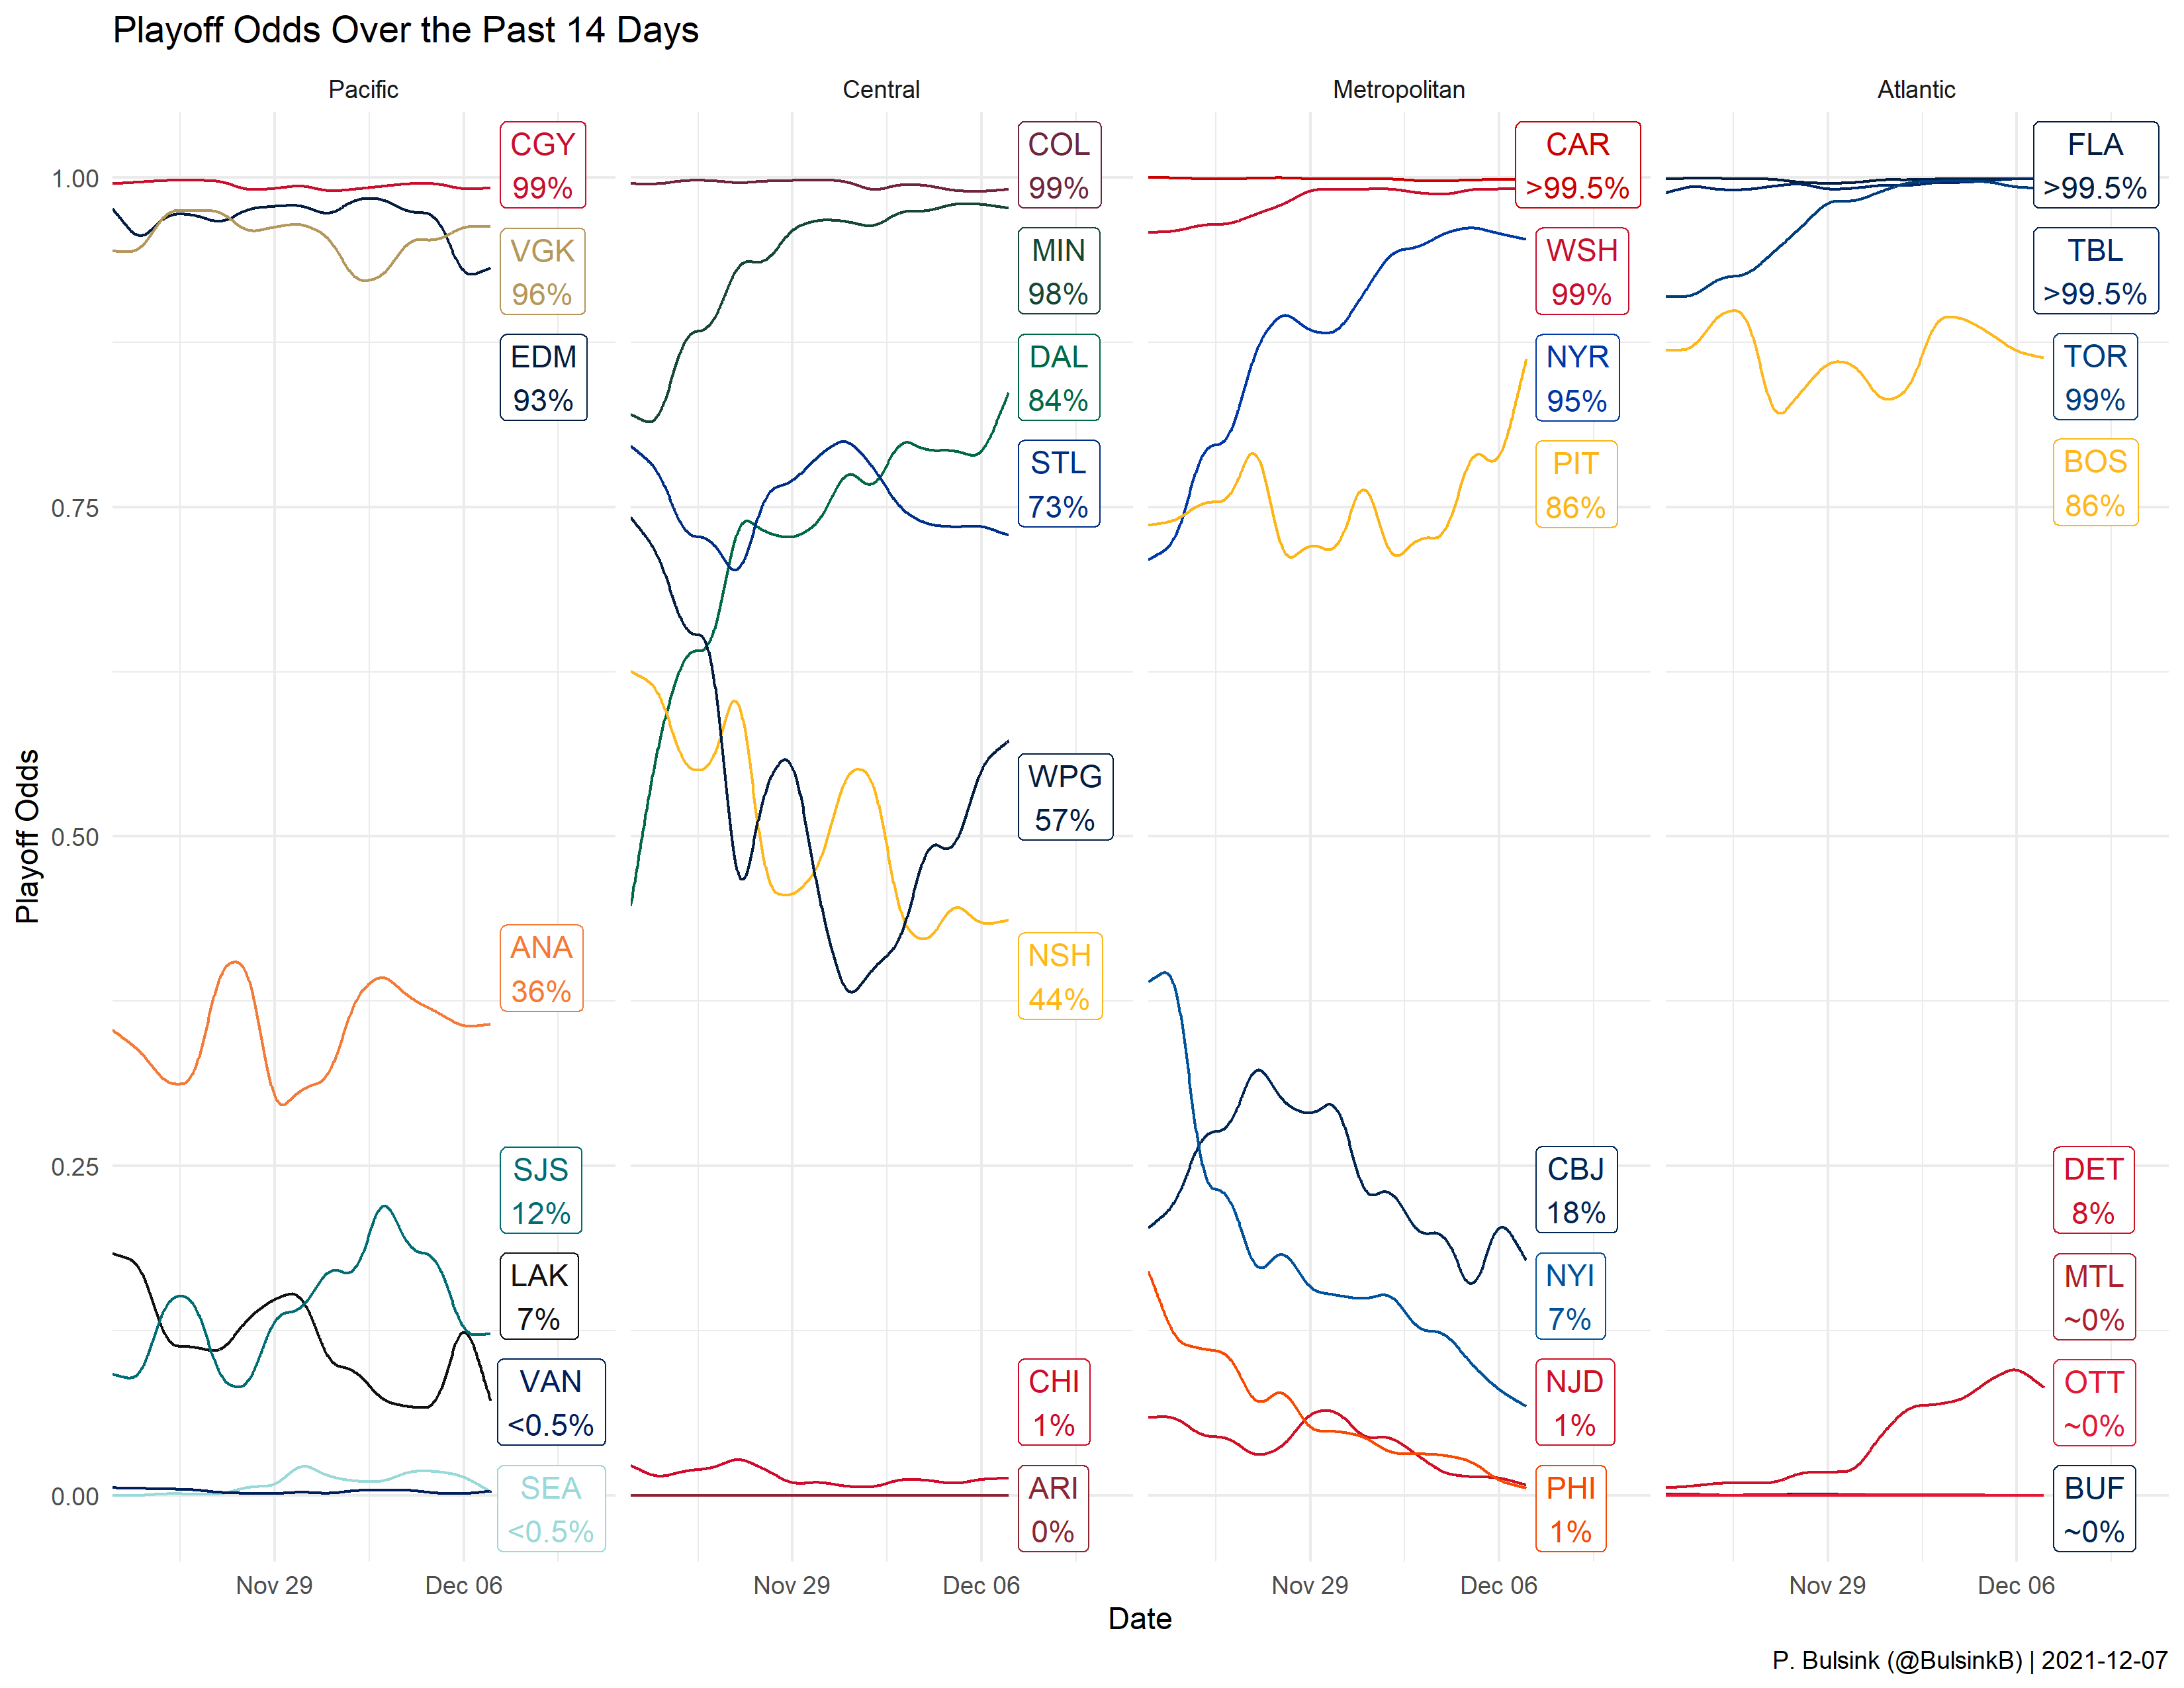 Playoff Odds Over the Past 14 Days
Pacific
Central
Metropolitan
Atlantic
Playoff Odds
1.00
0.75
0.50
0.25
0.00
CGY
99%
VGK
96%
EDM
93%
ANA
36%
SJS
12%
LAK
7%
VAN
<0.5%
SEA
<0.5%
COL
99%
MIN
98%
DAL
84%
STL
73%
WPG
57%
NSH
44%
CHI
1%
ARI
0%
CAR
>99.5%
WSH
99%
NYR
95%
PIT
86%
CBJ
18%
NYI
7%
NJD
1%
PHI
1%
FLA
>99.5%
TBL
>99.5%
TOR
99%
BOS
86%
DET
8%
MTL
~0%
OTT
~0%
BUF
~0%
Nov 29 Dec 06
Nov 29 Dec 06
Nov 29 Dec 06
Nov 29 Dec 06
Date
P. Bulsink (@BulsinkB) | 2021-12-07